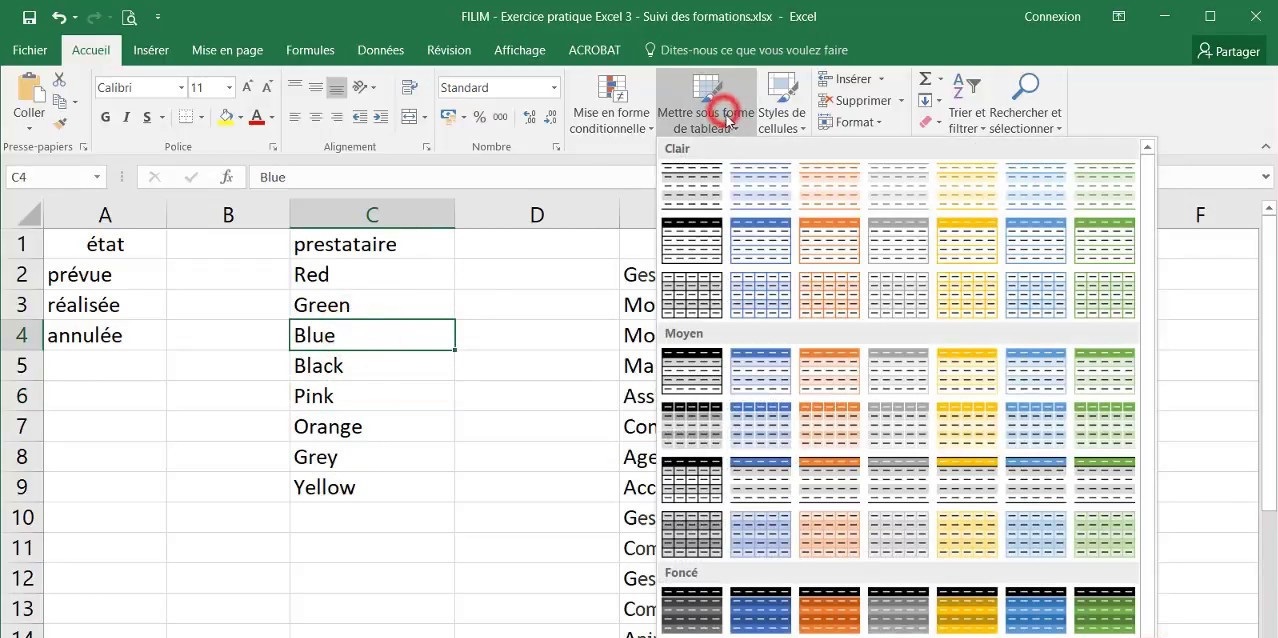 FILIM - Exercice pratique Excel 3 - Suivi des formations.xlsx - Excel
Connexion
Fichier Accueil Insérer Mise en page Formules Données Révision Affichage ACROBAT Dites-nous ce que vous voulez faire Partager
Coller
Presse-papiers
Calibri 11
G I S
Police
Alignement
Standard
% 000
Nombre
Mise en forme conditionnelle
Mettre sous forme de tableau
Styles de cellules
Insérer
Supprimer
Format
Trier et filtrer
Rechercher et sélectionner
C4 fx Blue
A B C D F
1 état prestataire
2 prévue Red Ges
3 réalisée Green Mo
4 annulée Blue Mo
5 Black Ma
6 Pink Ass
7 Orange Con
8 Grey Age
9 Yellow Acc
10 Ges
11 Com
12 Ges
13 Com
Clair
Moyen
Foncé